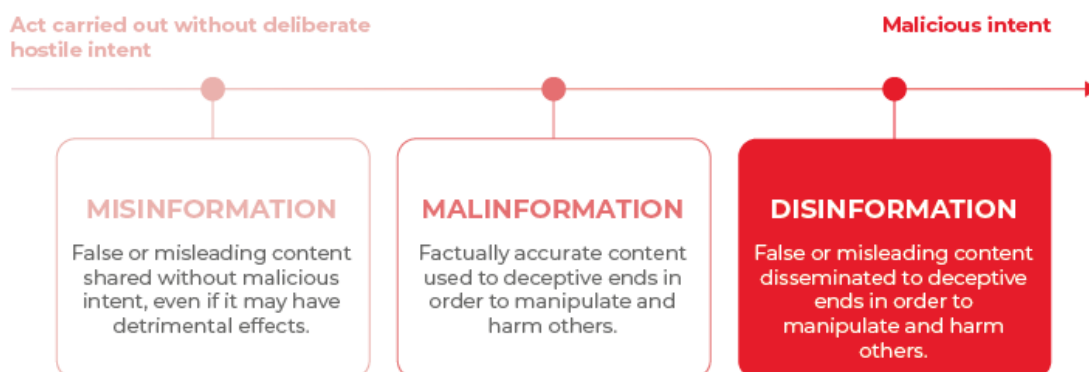 Act carried out without deliberate
hostile intent
Malicious intent
MISINFORMATION
False or misleading content
shared without malicious
intent, even if it may have
detrimental effects.
MALINFORMATION
Factually accurate content
used to deceptive ends in
order to manipulate and
harm others.
DISINFORMATION
False or misleading content
disseminated to deceptive
ends in order to
manipulate and harm
others.